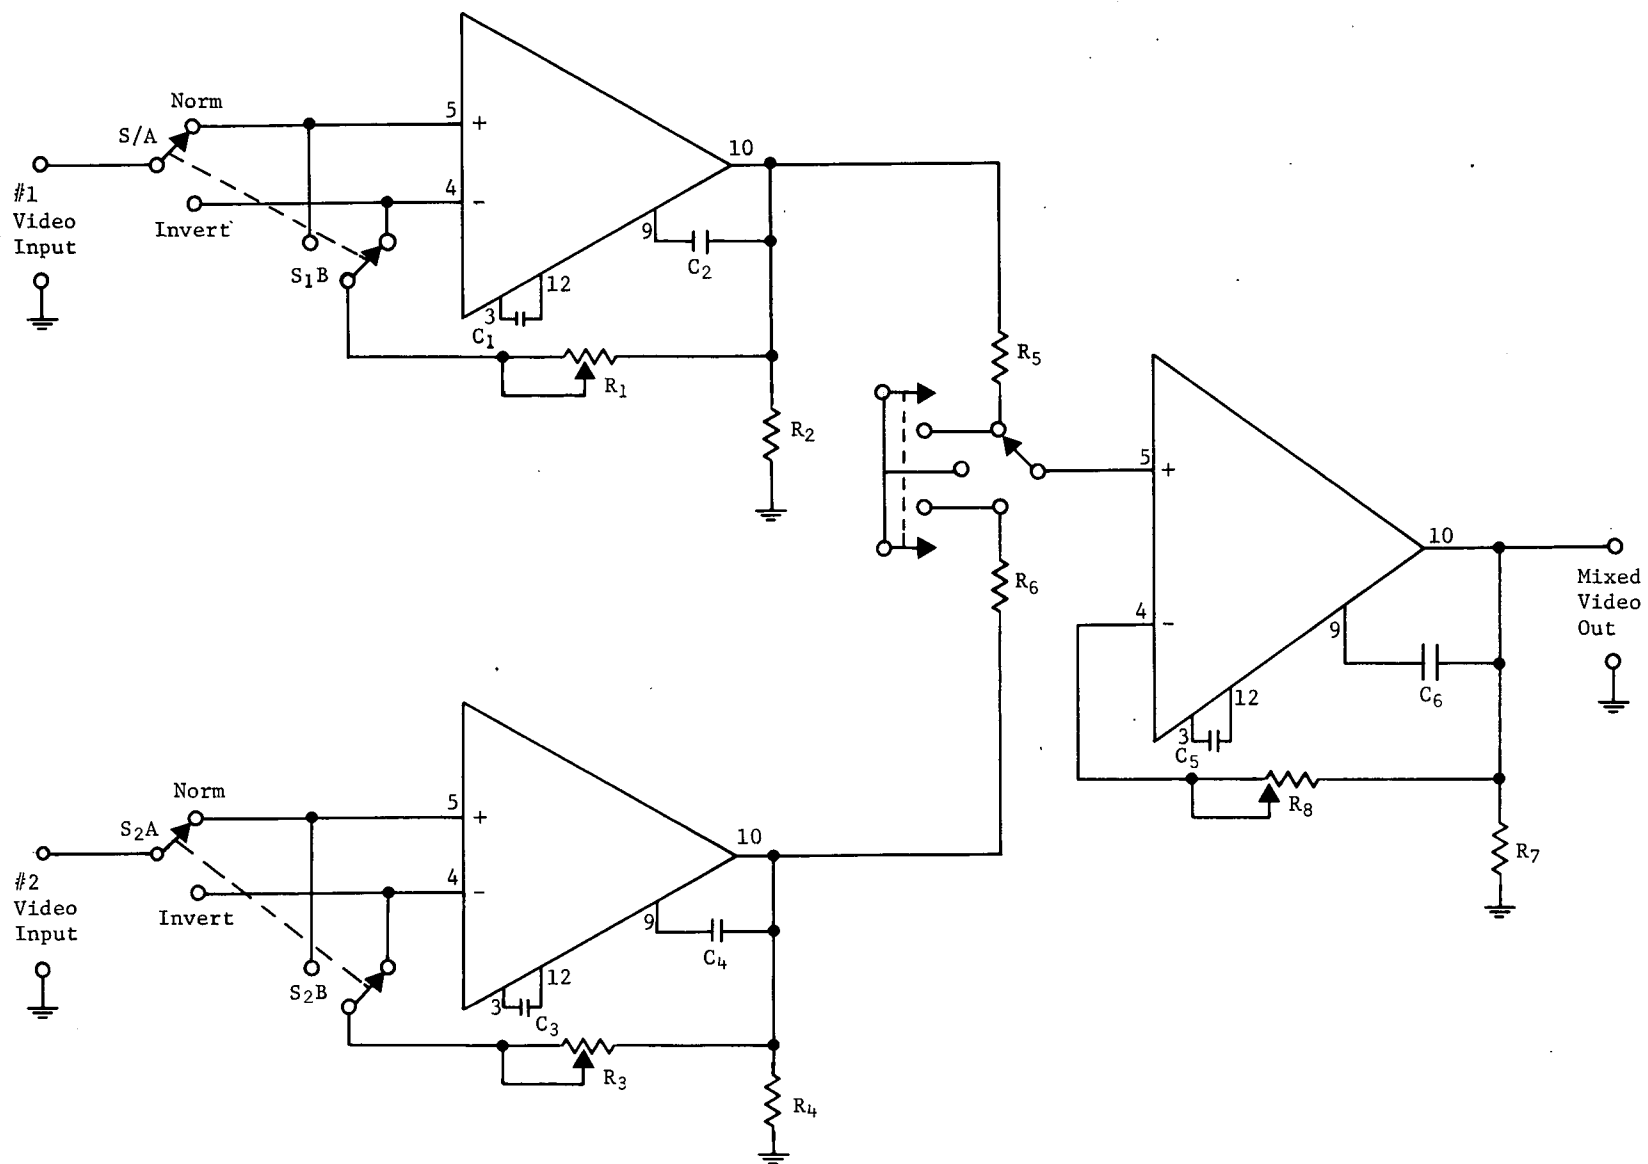 Norm
S/A
5
+
10
#1
Video
Input
4
-
Invert
S1B
9
C2
12
3
C1
R1
R2
R5
5
+
10
Mixed
Video
Out
R6
4
-
9
C6
12
3
C5
R8
R7
Norm
S2A
5
+
10
#2
Video
Input
4
-
Invert
S2B
9
C4
12
3
C3
R3
R4